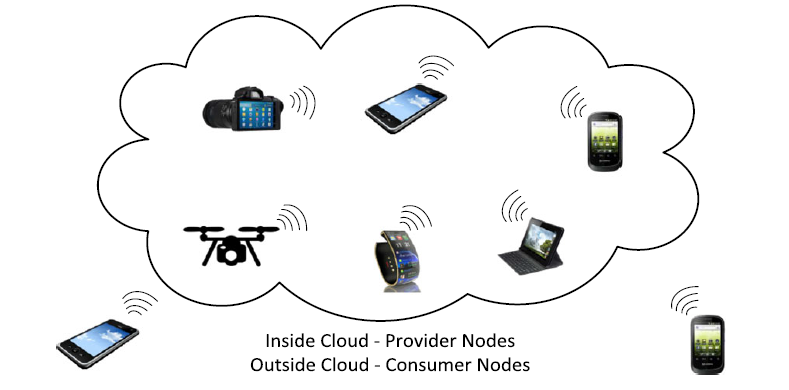 Inside Cloud - Provider Nodes
Outside Cloud - Consumer Nodes